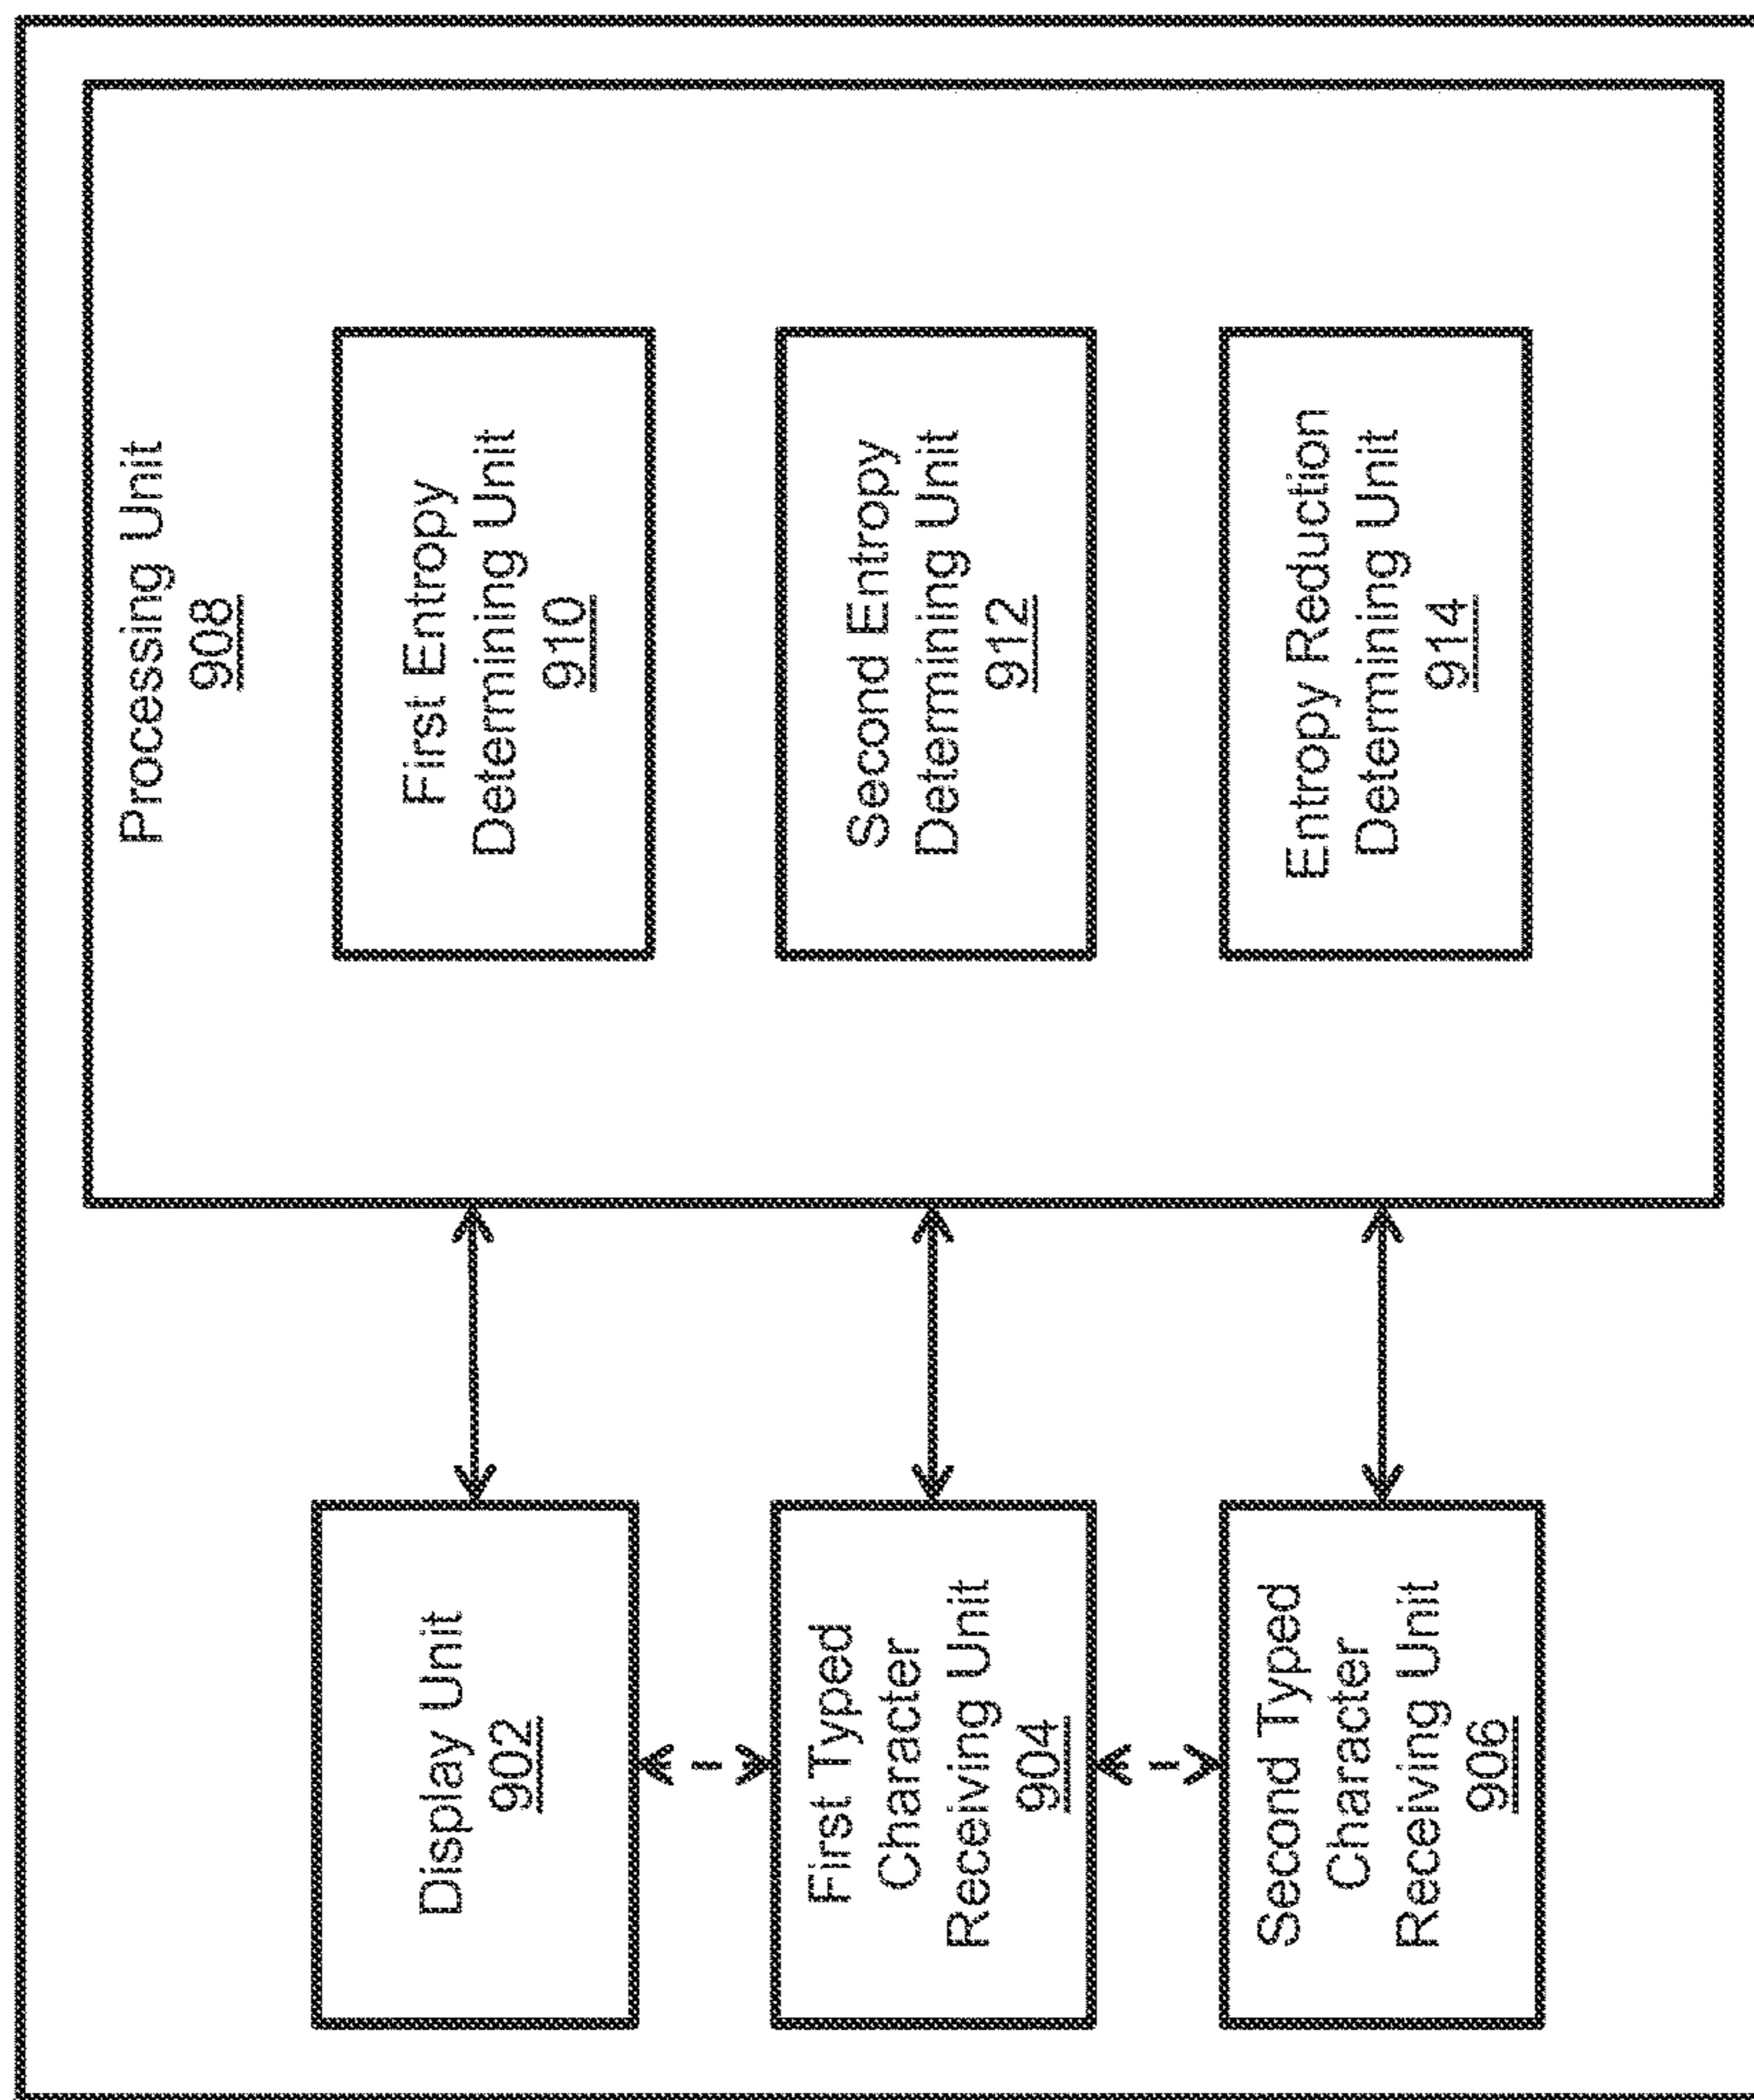 Processing Unit
908
First Entropy
Determining Unit
910
Second Entropy
Determining Unit
912
Entropy Reduction
Determining Unit
914
Display Unit
902
First Typed
Character
Receiving Unit
904
Second Typed
Character
Receiving Unit
906